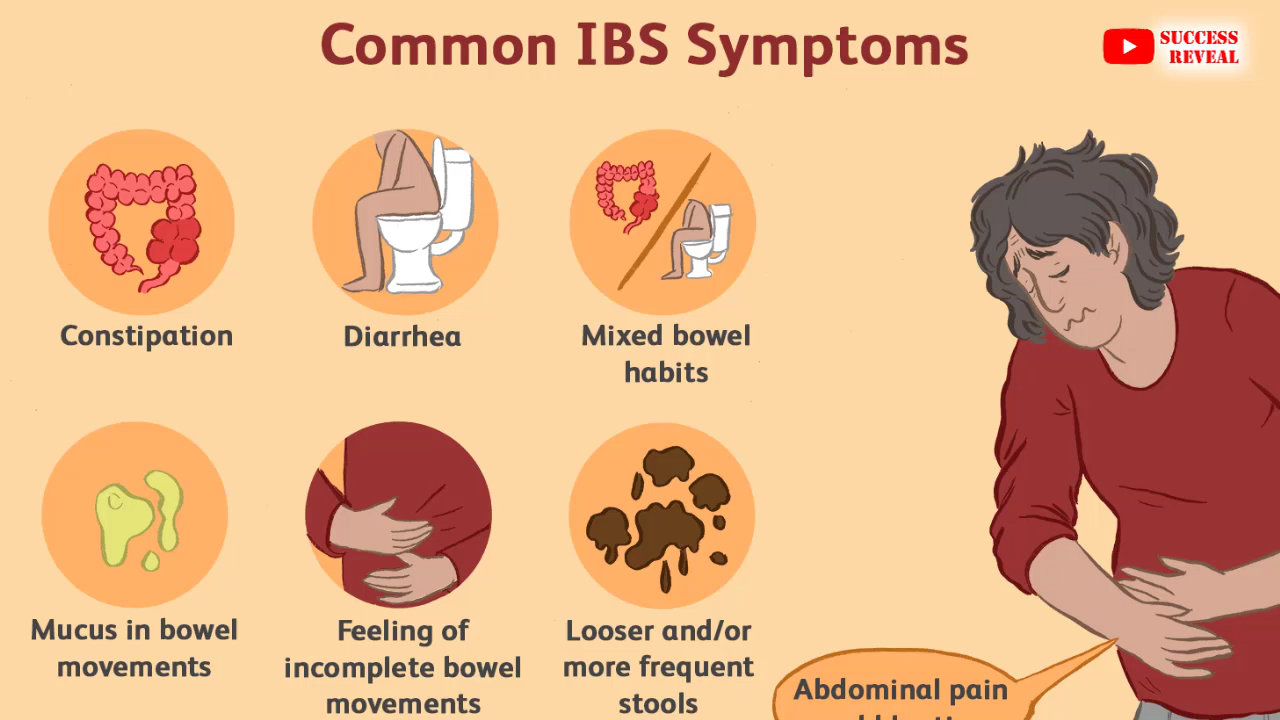 Common IBS Symptoms
SUCCESS
REVEAL
Constipation
Diarrhea
Mixed bowel
habits
Mucus in bowel
movements
Feeling of
incomplete bowel
movements
Looser and/or
more frequent
stools
Abdominal pain